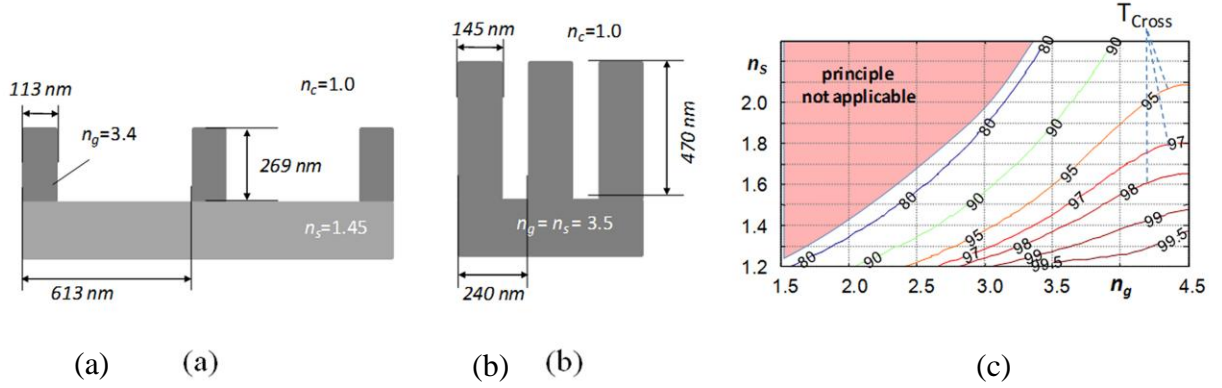 145 nm
n_c=1.0
113 nm
n_c=1.0
n_g=3.4
269 nm
n_s=1.45
613 nm
470 nm
n_g= n_s= 3.5
240 nm
T_Cross
n_s
2.0
1.8
1.6
1.4
1.2
principle
not applicable
80
90
80
90
95
97
98
95
97
98
99
99.5
80
90
95
97
98
99
99.5
1.5
2.0
2.5
3.0
3.5
n_g
4.5
(a)
(a)
(b)
(b)
(c)